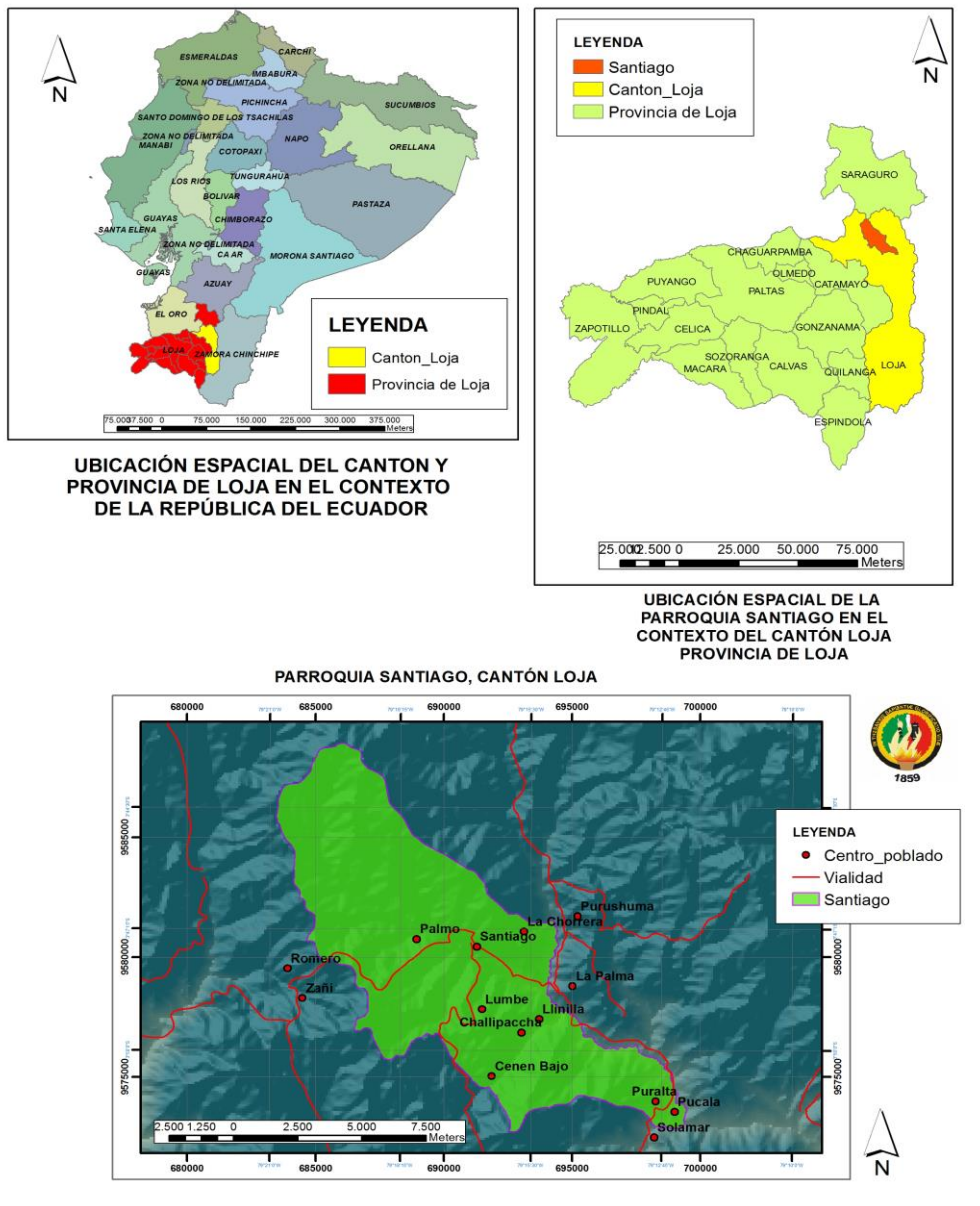 N
ESMERALDAS
CARCHI
IMBABURA
ZONA NO DELIMITADA
PICHINCHA
SUCUMBIOS
SANTO DOMINGO DE LOS TSACHILAS
ZONA NO DELIMITADA
MANABI
NAPO
ORELLANA
COTOPAXI
TUNGURAHUA
LOS RIOS
BOLIVAR
PASTAZA
GUAYAS
CHIMBORAZO
SANTA ELENA
ZONA NO DELIMITADA
CA AR
MORONA SANTIAGO
GUAYAS
AZUAY
EL ORO
LOJA
ZAMORA CHINCHIPE
LEYENDA
Canton_Loja
Provincia de Loja
75.000 37.500 0 75.000 150.000 225.000 300.000 375.000
Meters
UBICACIÓN ESPACIAL DEL CANTON Y
PROVINCIA DE LOJA EN EL CONTEXTO
DE LA REPÚBLICA DEL ECUADOR
LEYENDA
Santiago
Canton_Loja
Provincia de Loja
N
SARAGURO
CHAGUARPAMBA
OLMEDO
CATAMAYO
PUYANGO
PALTAS
PINDAL
ZAPOTILLO
CELICA
GONZANAMA
SOZORANGA
MACARA
CALVAS
QUILANGA
LOJA
ESPINDOLA
25.000 12.500 0 25.000 50.000 75.000
Meters
UBICACIÓN ESPACIAL DE LA
PARROQUIA SANTIAGO EN EL
CONTEXTO DEL CANTÓN LOJA
PROVINCIA DE LOJA
PARROQUIA SANTIAGO, CANTÓN LOJA
680000 685000 690000 695000 700000
1859
9585000
9580000
9575000
LEYENDA
Centro_poblado
Vialidad
Santiago
Purushuma
La Chorrera
Palmo
Santiago
Romero
Zañi
La Palma
Lumbe
Llinilla
Challipaccha
Cenen Bajo
Puralta
Pucala
Solamar
9585000
9580000
9575000
2.500 1.250 0 2.500 5.000 7.500
Meters
680000 685000 690000 695000 700000
N